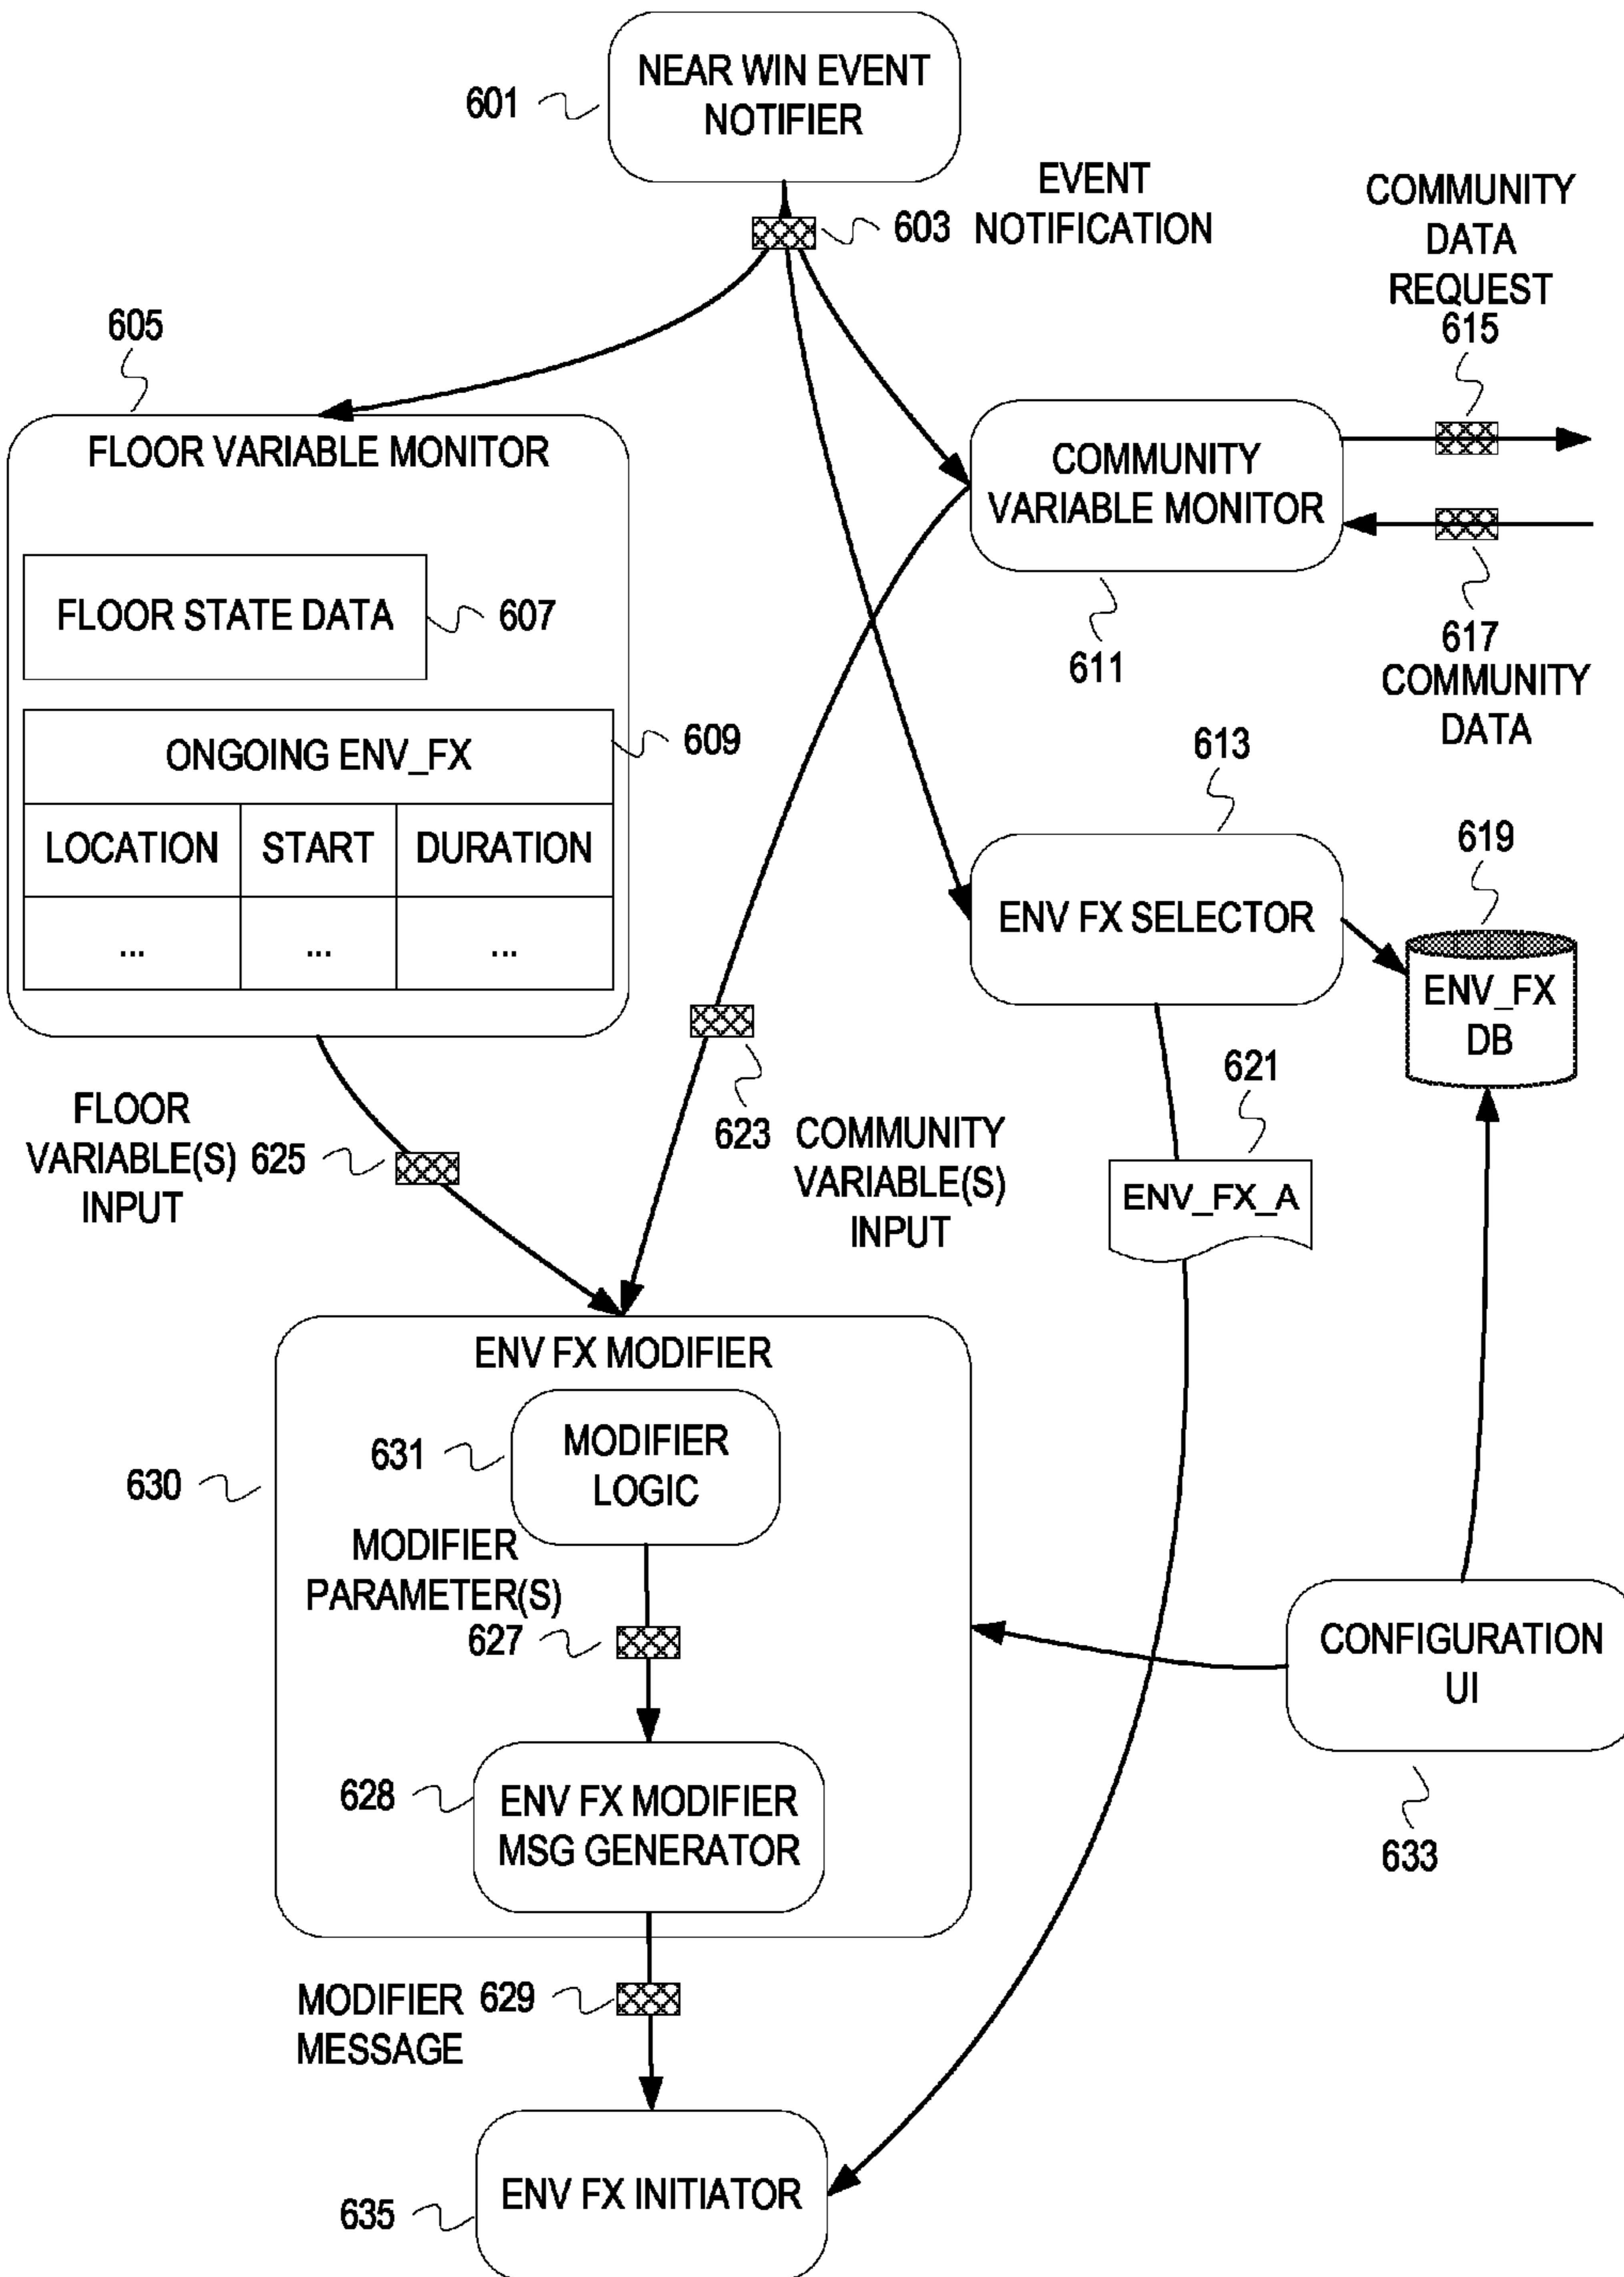 NEAR WIN EVENT
NOTIFIER
601
603
EVENT
NOTIFICATION
COMMUNITY
DATA
REQUEST
615
605
FLOOR VARIABLE MONITOR
FLOOR STATE DATA
607
ONGOING ENV_FX
609
LOCATION START DURATION
... ... ...
COMMUNITY
VARIABLE MONITOR
611
617
COMMUNITY
DATA
613
ENV FX SELECTOR
619
ENV_FX
DB
621
ENV_FX_A
FLOOR
VARIABLE(S) 625
INPUT
623 COMMUNITY
VARIABLE(S)
INPUT
ENV FX MODIFIER
630
631
MODIFIER
LOGIC
MODIFIER
PARAMETER(S)
627
628
ENV FX MODIFIER
MSG GENERATOR
CONFIGURATION
UI
633
MODIFIER 629
MESSAGE
ENV FX INITIATOR
635